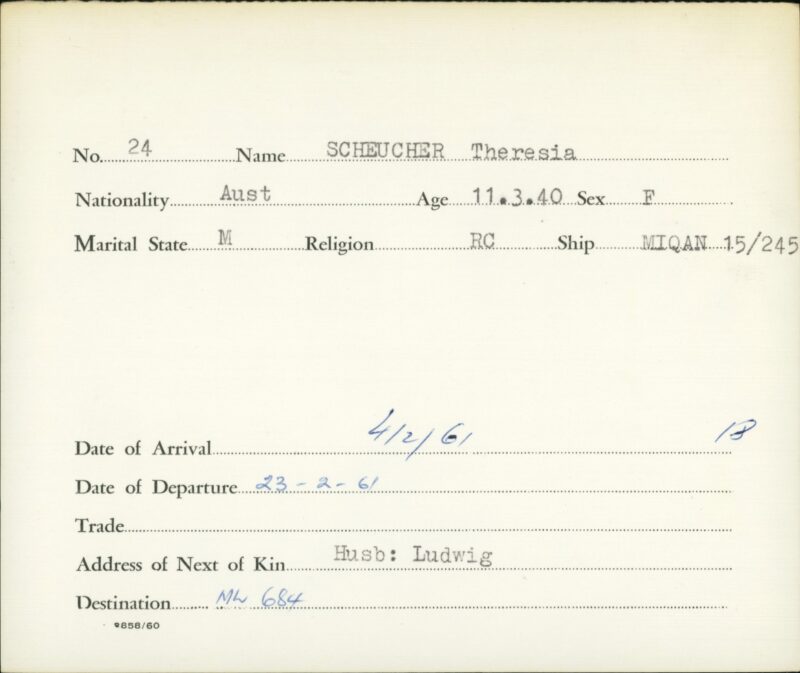 No. 24 Name SCHEUCHER Theresia
Nationality Aust Age 11.3.40 Sex F
Marital State M Religion RC Ship MIQAN 15/245
Date of Arrival 4/2/61 18
Date of Departure 23-2-61
Trade
Address of Next of Kin Husb: Ludwig
Destination MW 684
9858/60